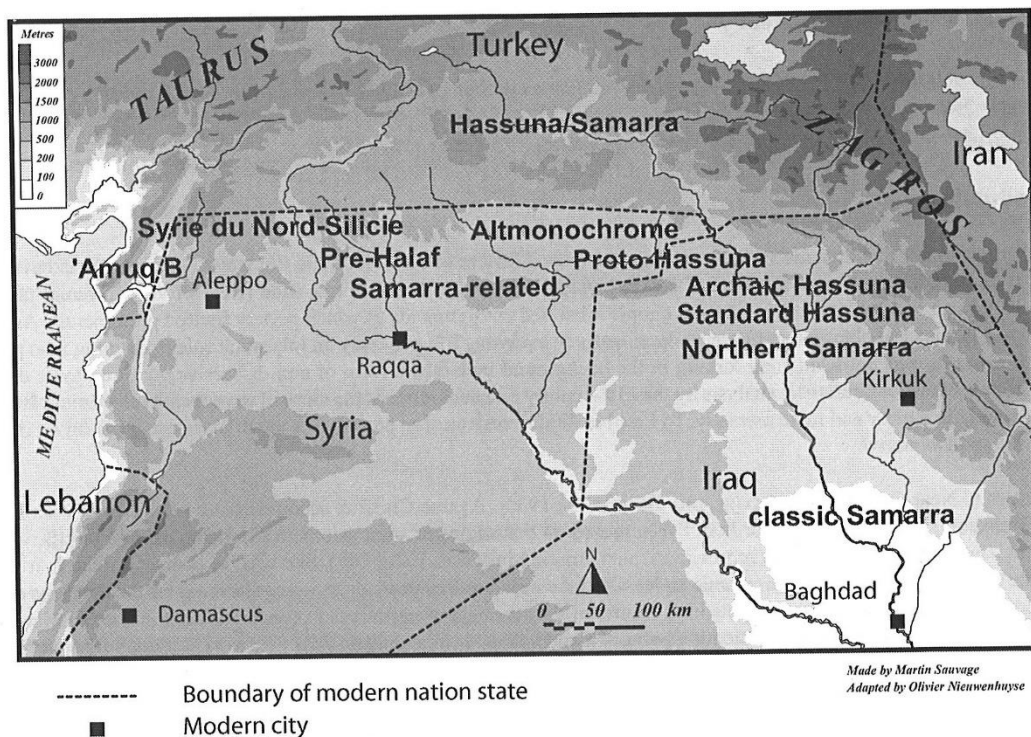 Metres
3000
2000
1500
1000
500
200
100
0
TAURUS
Turkey
Hassuna/Samarra
ZAGROS
Iran
Syrie du Nord-Silicie
Altmonochrome
'Amuq B
Pre-Halaf
Proto-Hassuna
Aleppo
Samarra-related
Archaic Hassuna
Standard Hassuna
MEDITERRANEAN
Raqqa
Northern Samarra
Kirkuk
Syria
Lebanon
Iraq
classic Samarra
N
0 50 100 km
Baghdad
Damascus
Made by Martin Sauvage
Adapted by Olivier Nieuwenhuyse
Boundary of modern nation state
Modern city